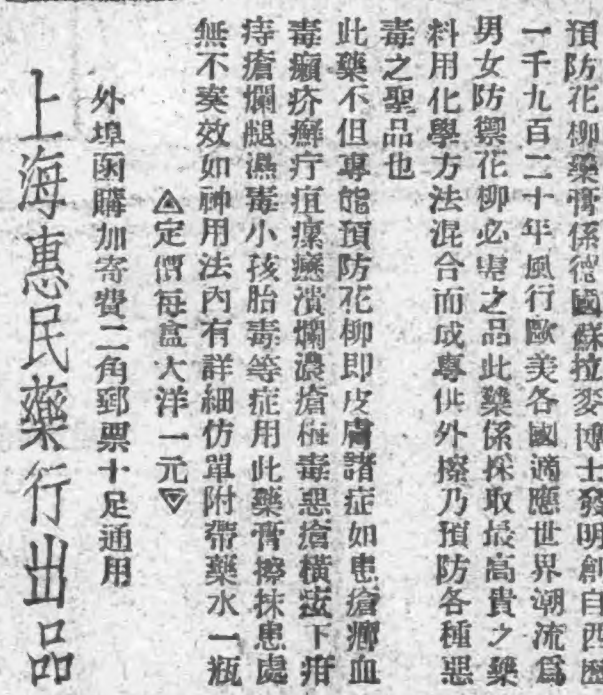 預防花柳藥膏係德國蘇拉麥博士發明創自西歷
一千九百二十年風行歐美各國適應世界潮流爲
男女防禦花柳必需之品此藥係採取最高貴之藥
料用化學方法混合而成專供外擦乃預防各種惡
毒之聖品也
此藥不但專能預防花柳即皮膚諸症如患瘡癤血
毒癩疥癬疔疽瘰癧潰爛濃瘡梅毒惡瘡橫痃下疳
痔瘡爛腿濕毒小孩胎毒等症用此藥膏擦抹患處
無不奏效如神用法內有詳細仿單附帶藥水一瓶
△定價每盒大洋一元▽
外埠函購加寄費二角郵票十足通用
上海惠民藥行出品